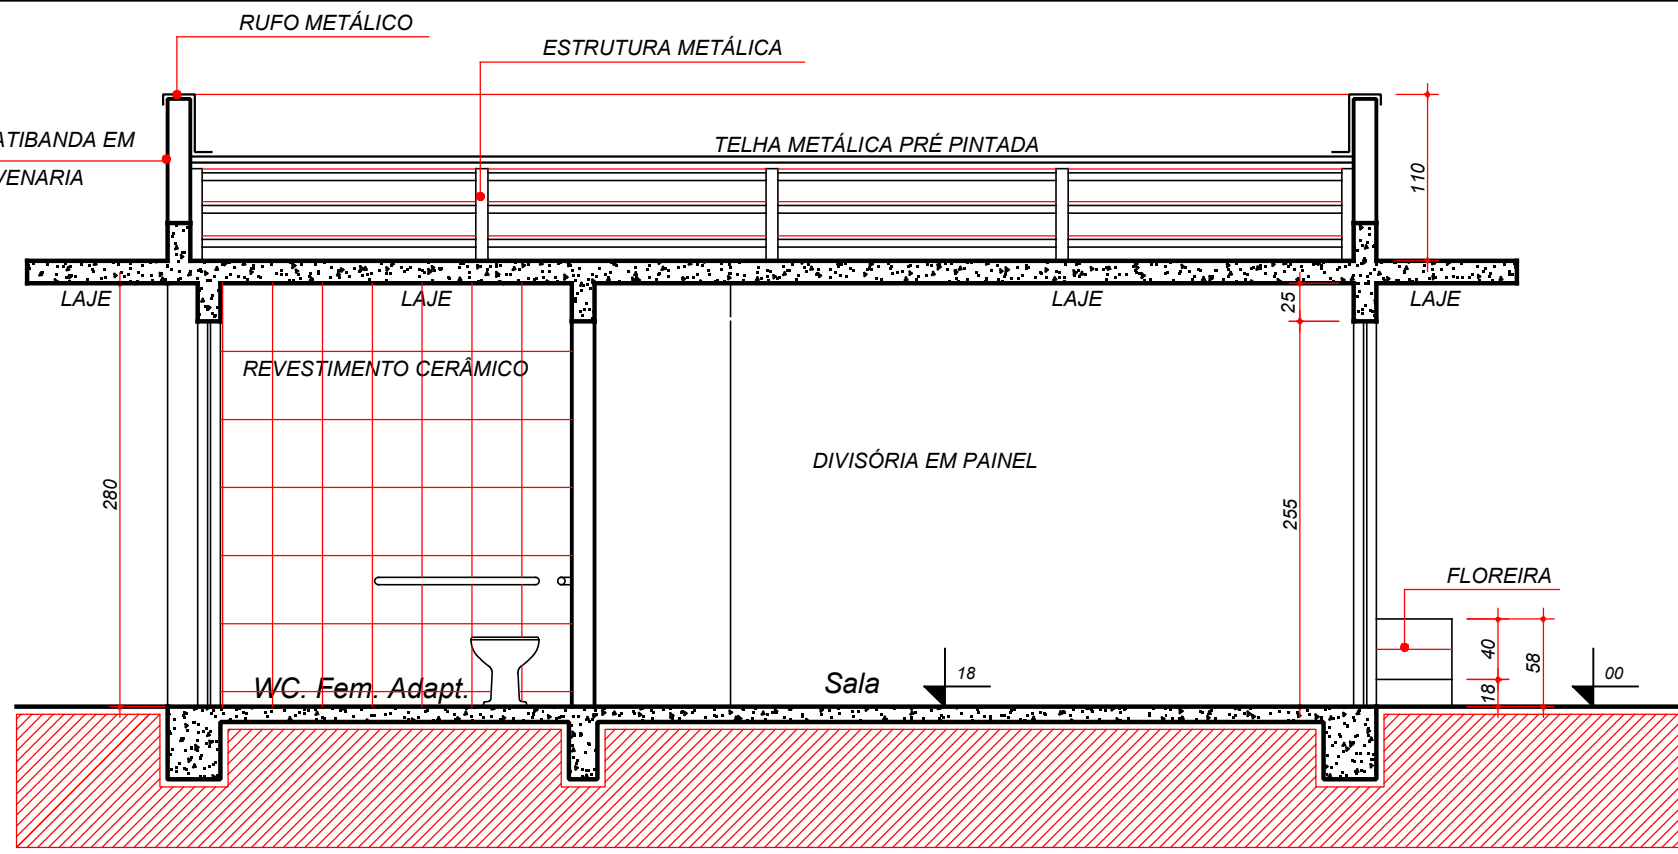 RUFO METÁLICO
ESTRUTURA METÁLICA
ATIBANDA EM
VENARIA
TELHA METÁLICA PRÉ PINTADA
110
LAJE
LAJE
LAJE
LAJE
25
REVESTIMENTO CERÂMICO
DIVISÓRIA EM PAINEL
280
255
FLOREIRA
40
58
18
WC. Fem. Adapt.
Sala
18
00